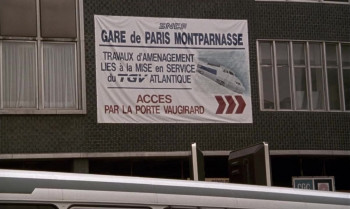 SNCF
GARE de PARIS MONTPARNASSE
TRAVAUX d'AMENAGEMENT
LIES à la MISE en SERVICE
du TGV ATLANTIQUE
ACCES
PAR LA PORTE VAUGIRARD